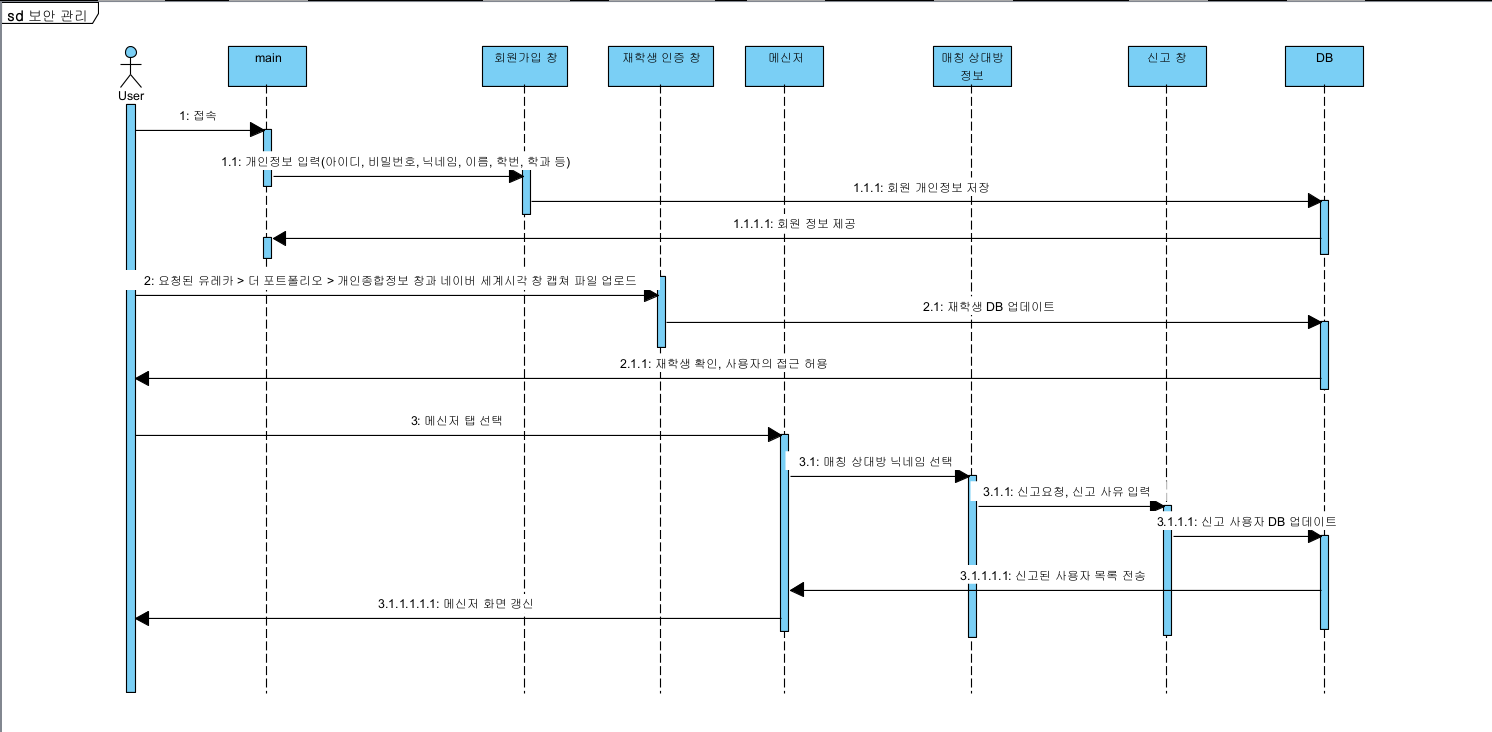 sd 보안 관리
User
main
회원가입 창
재학생 인증 창
메신저
매칭 상대방
정보
신고 창
DB
1: 접속
1.1: 개인정보 입력(아이디, 비밀번호, 닉네임, 이름, 학번, 학과 등)
1.1.1: 회원 개인정보 저장
1.1.1.1: 회원 정보 제공
2: 요청된 유레카 > 더 포트폴리오 > 개인종합정보 창과 네이버 세계시각 창 캡쳐 파일 업로드
2.1: 재학생 DB 업데이트
2.1.1: 재학생 확인, 사용자의 접근 허용
3: 메신저 탭 선택
3.1: 매칭 상대방 닉네임 선택
3.1.1: 신고요청, 신고 사유 입력
3.1.1.1: 신고 사용자 DB 업데이트
3.1.1.1.1: 신고된 사용자 목록 전송
3.1.1.1.1.1: 메신저 화면 갱신